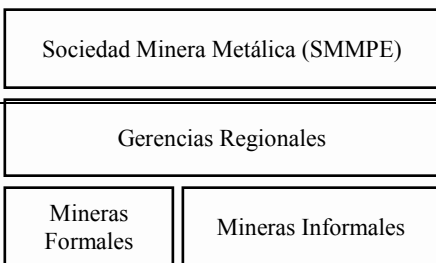 Sociedad Minera Metálica (SMMPE)
Gerencias Regionales
Mineras
Formales
Mineras Informales